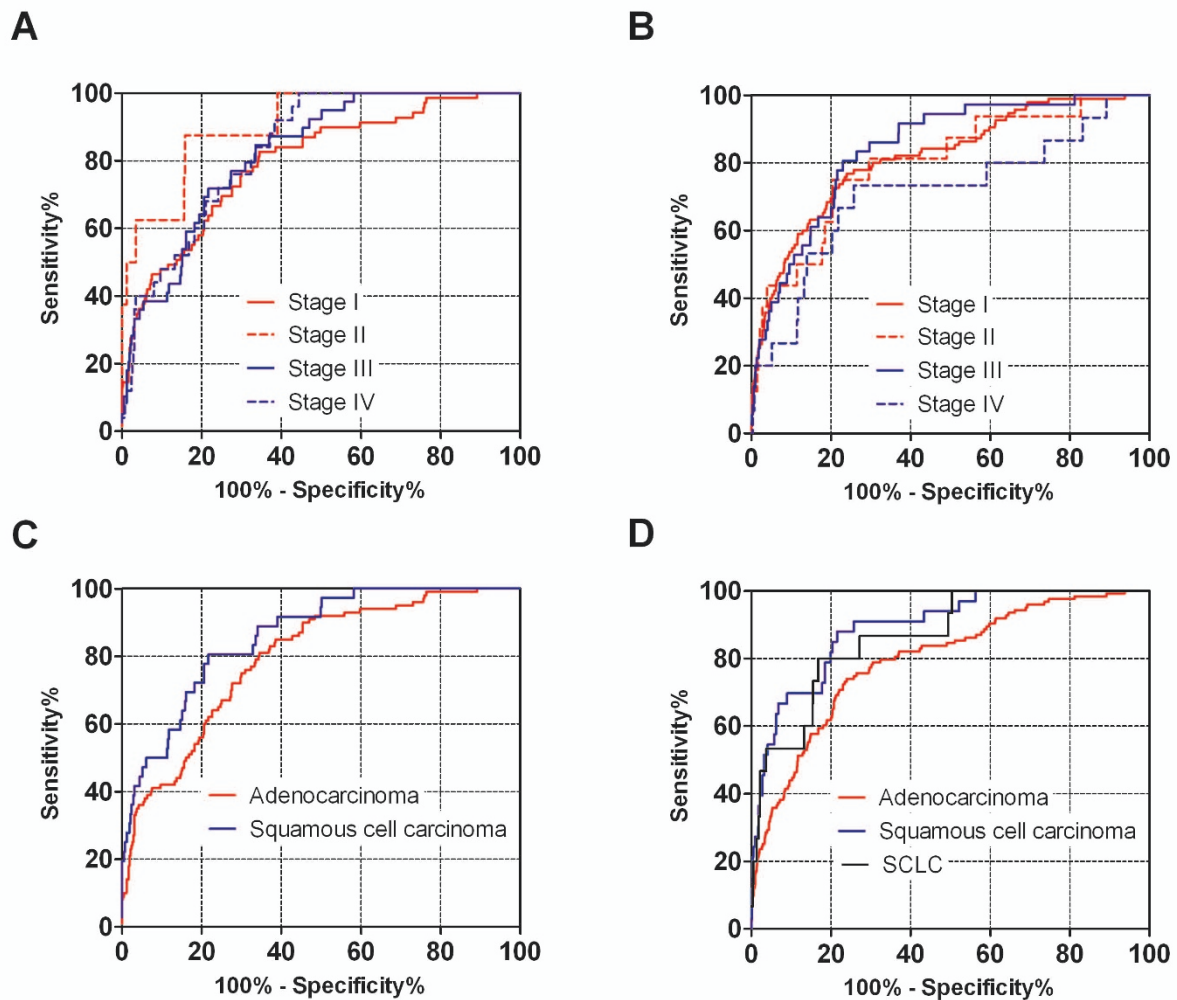 A
100
80
60
40
20
0
Sensitivity%
Stage I
Stage II
Stage III
Stage IV
0 20 40 60 80 100
100% - Specificity%
B
100
80
60
40
20
0
Sensitivity%
Stage I
Stage II
Stage III
Stage IV
0 20 40 60 80 100
100% - Specificity%
C
100
80
60
40
20
0
Sensitivity%
Adenocarcinoma
Squamous cell carcinoma
0 20 40 60 80 100
100% - Specificity%
D
100
80
60
40
20
0
Sensitivity%
Adenocarcinoma
Squamous cell carcinoma
SCLC
0 20 40 60 80 100
100% - Specificity%